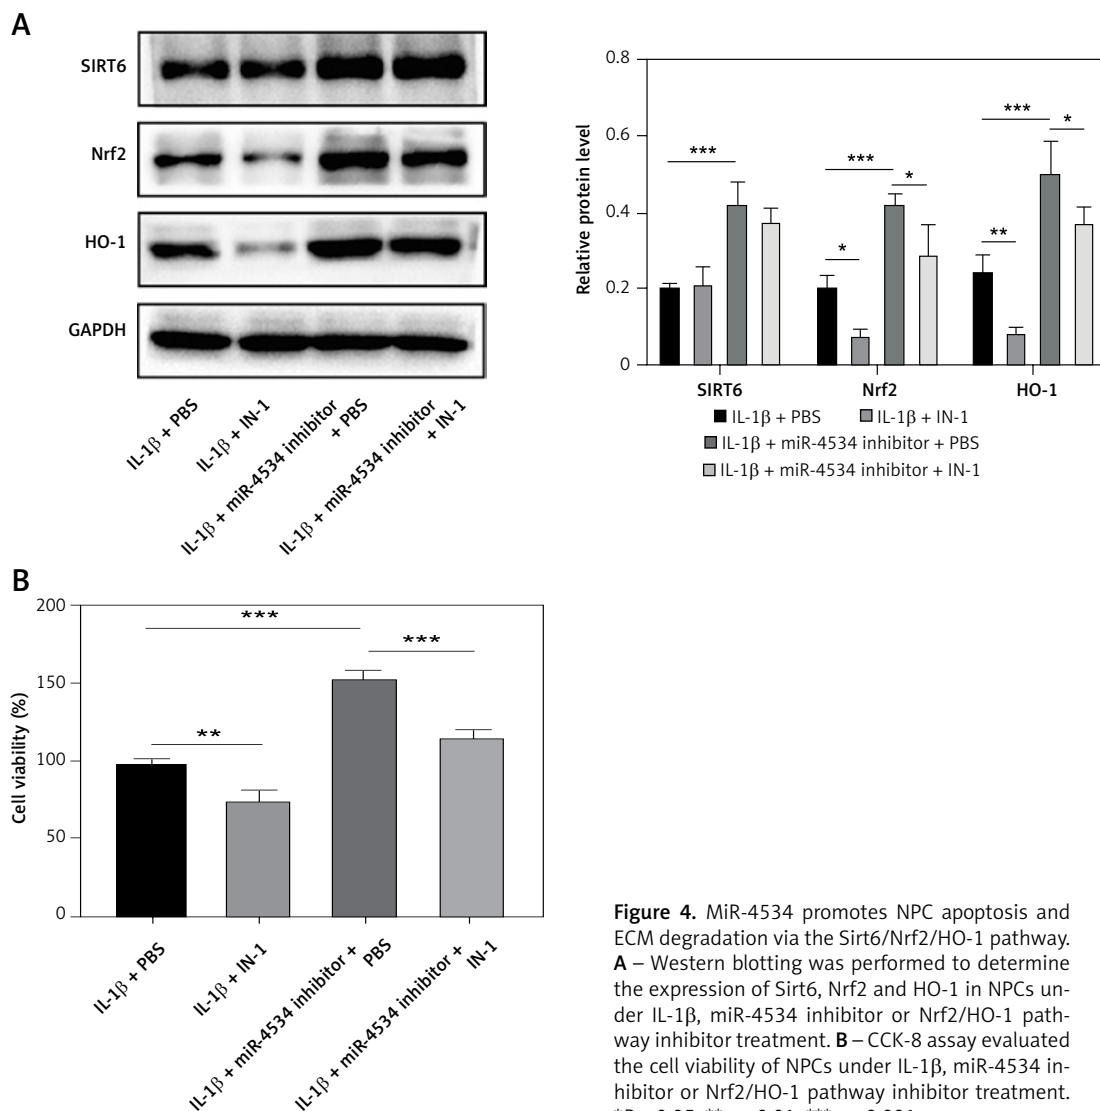 A
SIRT6
Nrf2
HO-1
GAPDH
IL-1β + PBS
IL-1β + IN-1
IL-1β + miR-4534 inhibitor
+ PBS
IL-1β + miR-4534 inhibitor
+ IN-1
Relative protein level
0.8
0.6
0.4
0.2
0
***
*
***
*
**
***
*
SIRT6
Nrf2
HO-1
IL-1β + PBS
IL-1β + IN-1
IL-1β + miR-4534 inhibitor + PBS
IL-1β + miR-4534 inhibitor + IN-1
B
Cell viability (%)
200
150
100
50
0
***
***
**
IL-1β + PBS
IL-1β + IN-1
IL-1β + miR-4534 inhibitor +
PBS
IL-1β + miR-4534 inhibitor +
IN-1
Figure 4. MiR-4534 promotes NPC apoptosis and
ECM degradation via the Sirt6/Nrf2/HO-1 pathway.
A – Western blotting was performed to determine
the expression of Sirt6, Nrf2 and HO-1 in NPCs un-
der IL-1β, miR-4534 inhibitor or Nrf2/HO-1 path-
way inhibitor treatment. B – CCK-8 assay evaluated
the cell viability of NPCs under IL-1β, miR-4534 in-
hibitor or Nrf2/HO-1 pathway inhibitor treatment.